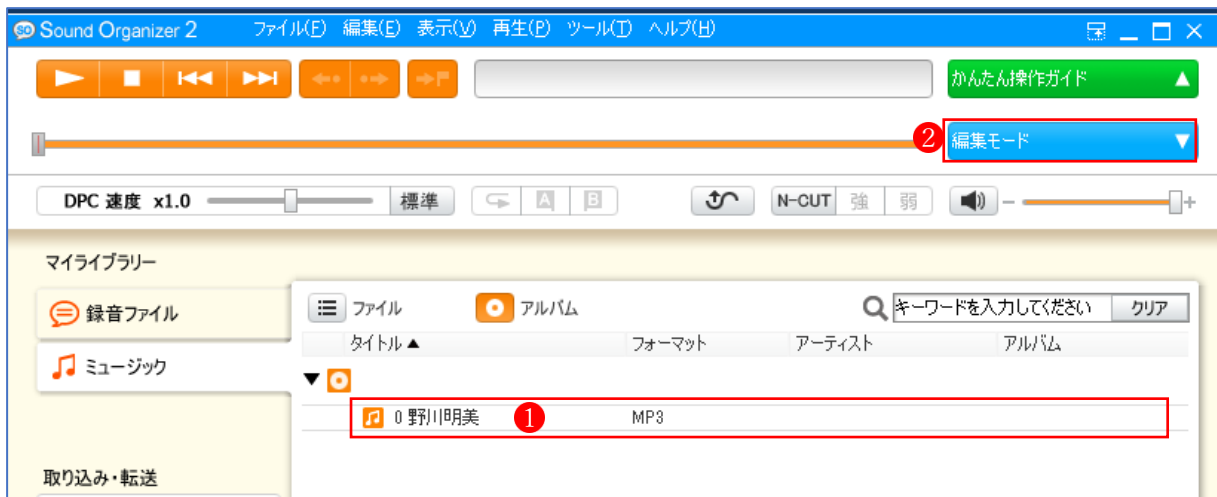 Sound Organizer 2 ファイル(F) 編集(E) 表示(V) 再生(P) ツール(T) ヘルプ(H)
かんたん操作ガイド
2 編集モード
DPC 速度 x1.0 標準 A B N-CUT 強 弱
マイライブラリー
録音ファイル
ミュージック
ファイル アルバム キーワードを入力してください クリア
タイトル▲ フォーマット アーティスト アルバム
0 野川明美 1 MP3
取り込み・転送